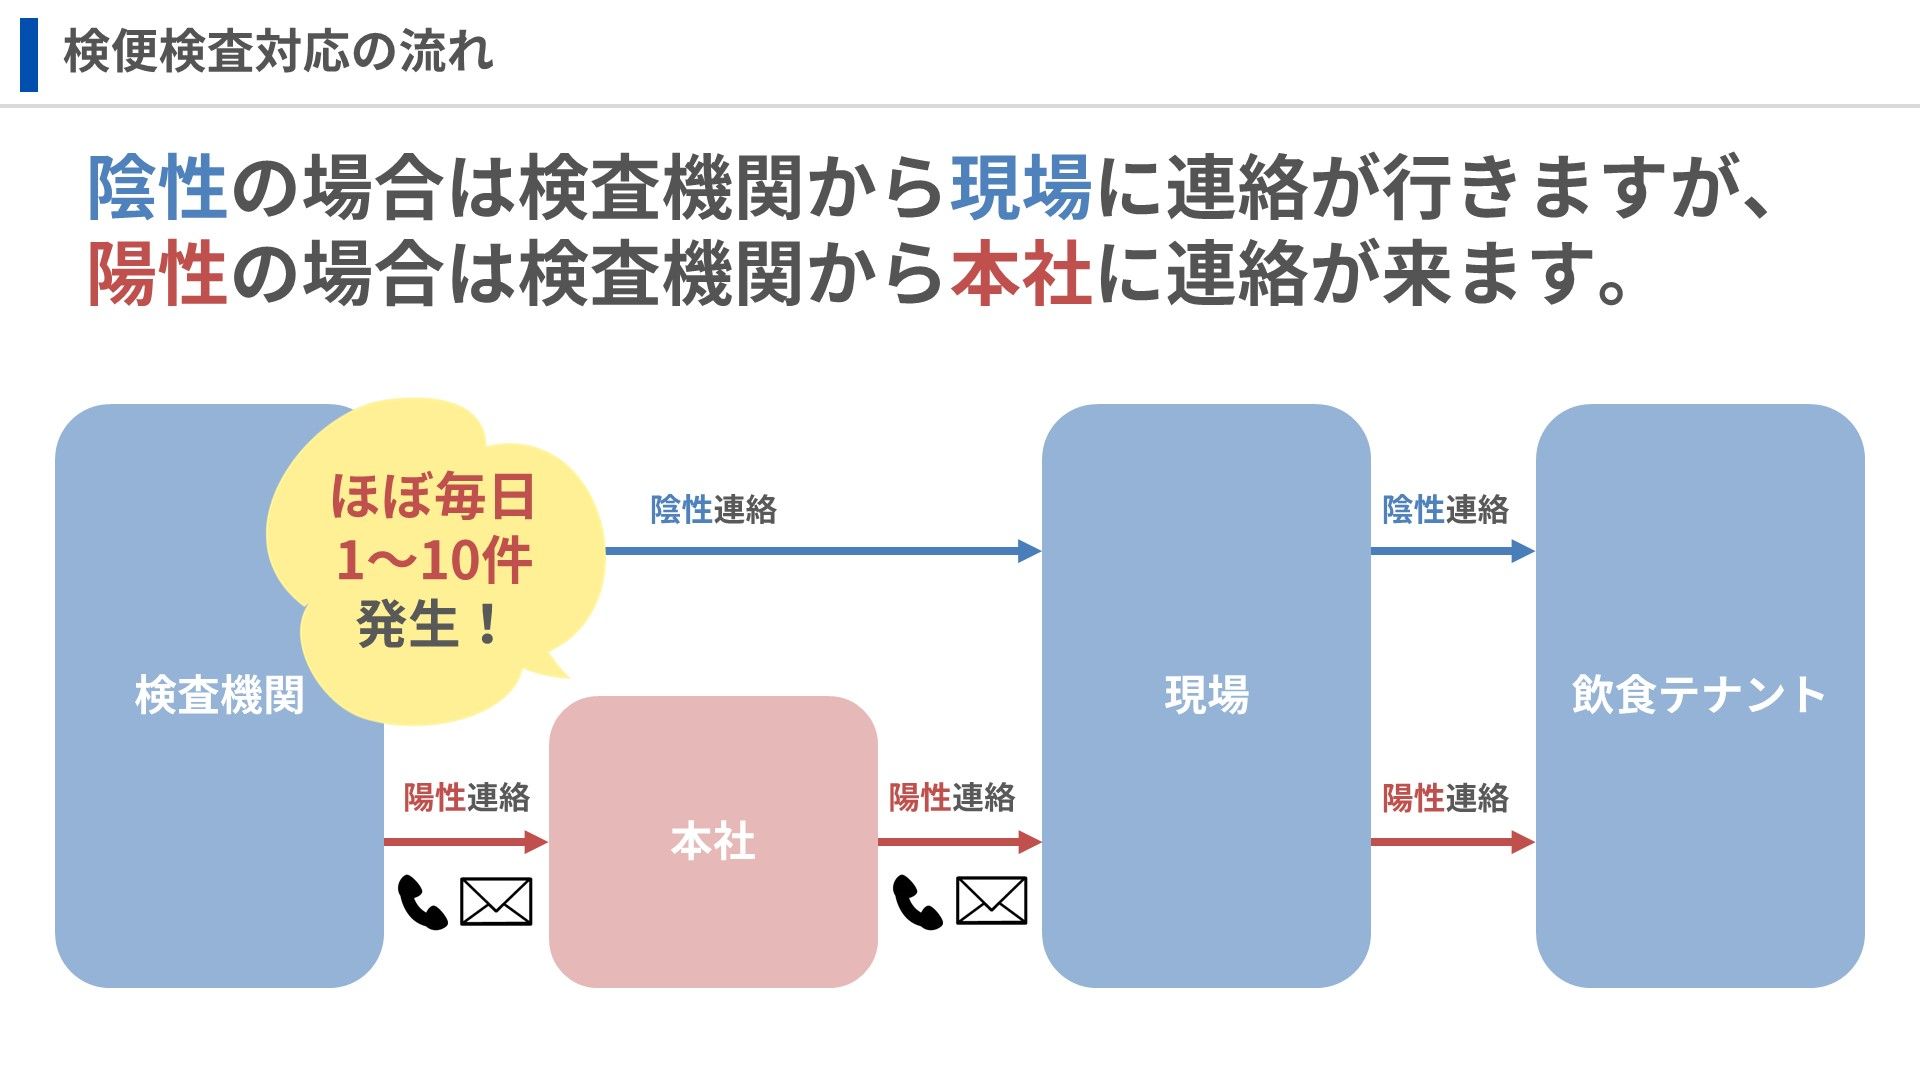 検便検査対応の流れ
陰性の場合は検査機関から現場に連絡が行きますが、
陽性の場合は検査機関から本社に連絡が来ます。
ほぼ毎日
1～10件
発生！
陰性連絡
陰性連絡
検査機関
現場
飲食テナント
陽性連絡
陽性連絡
陽性連絡
本社